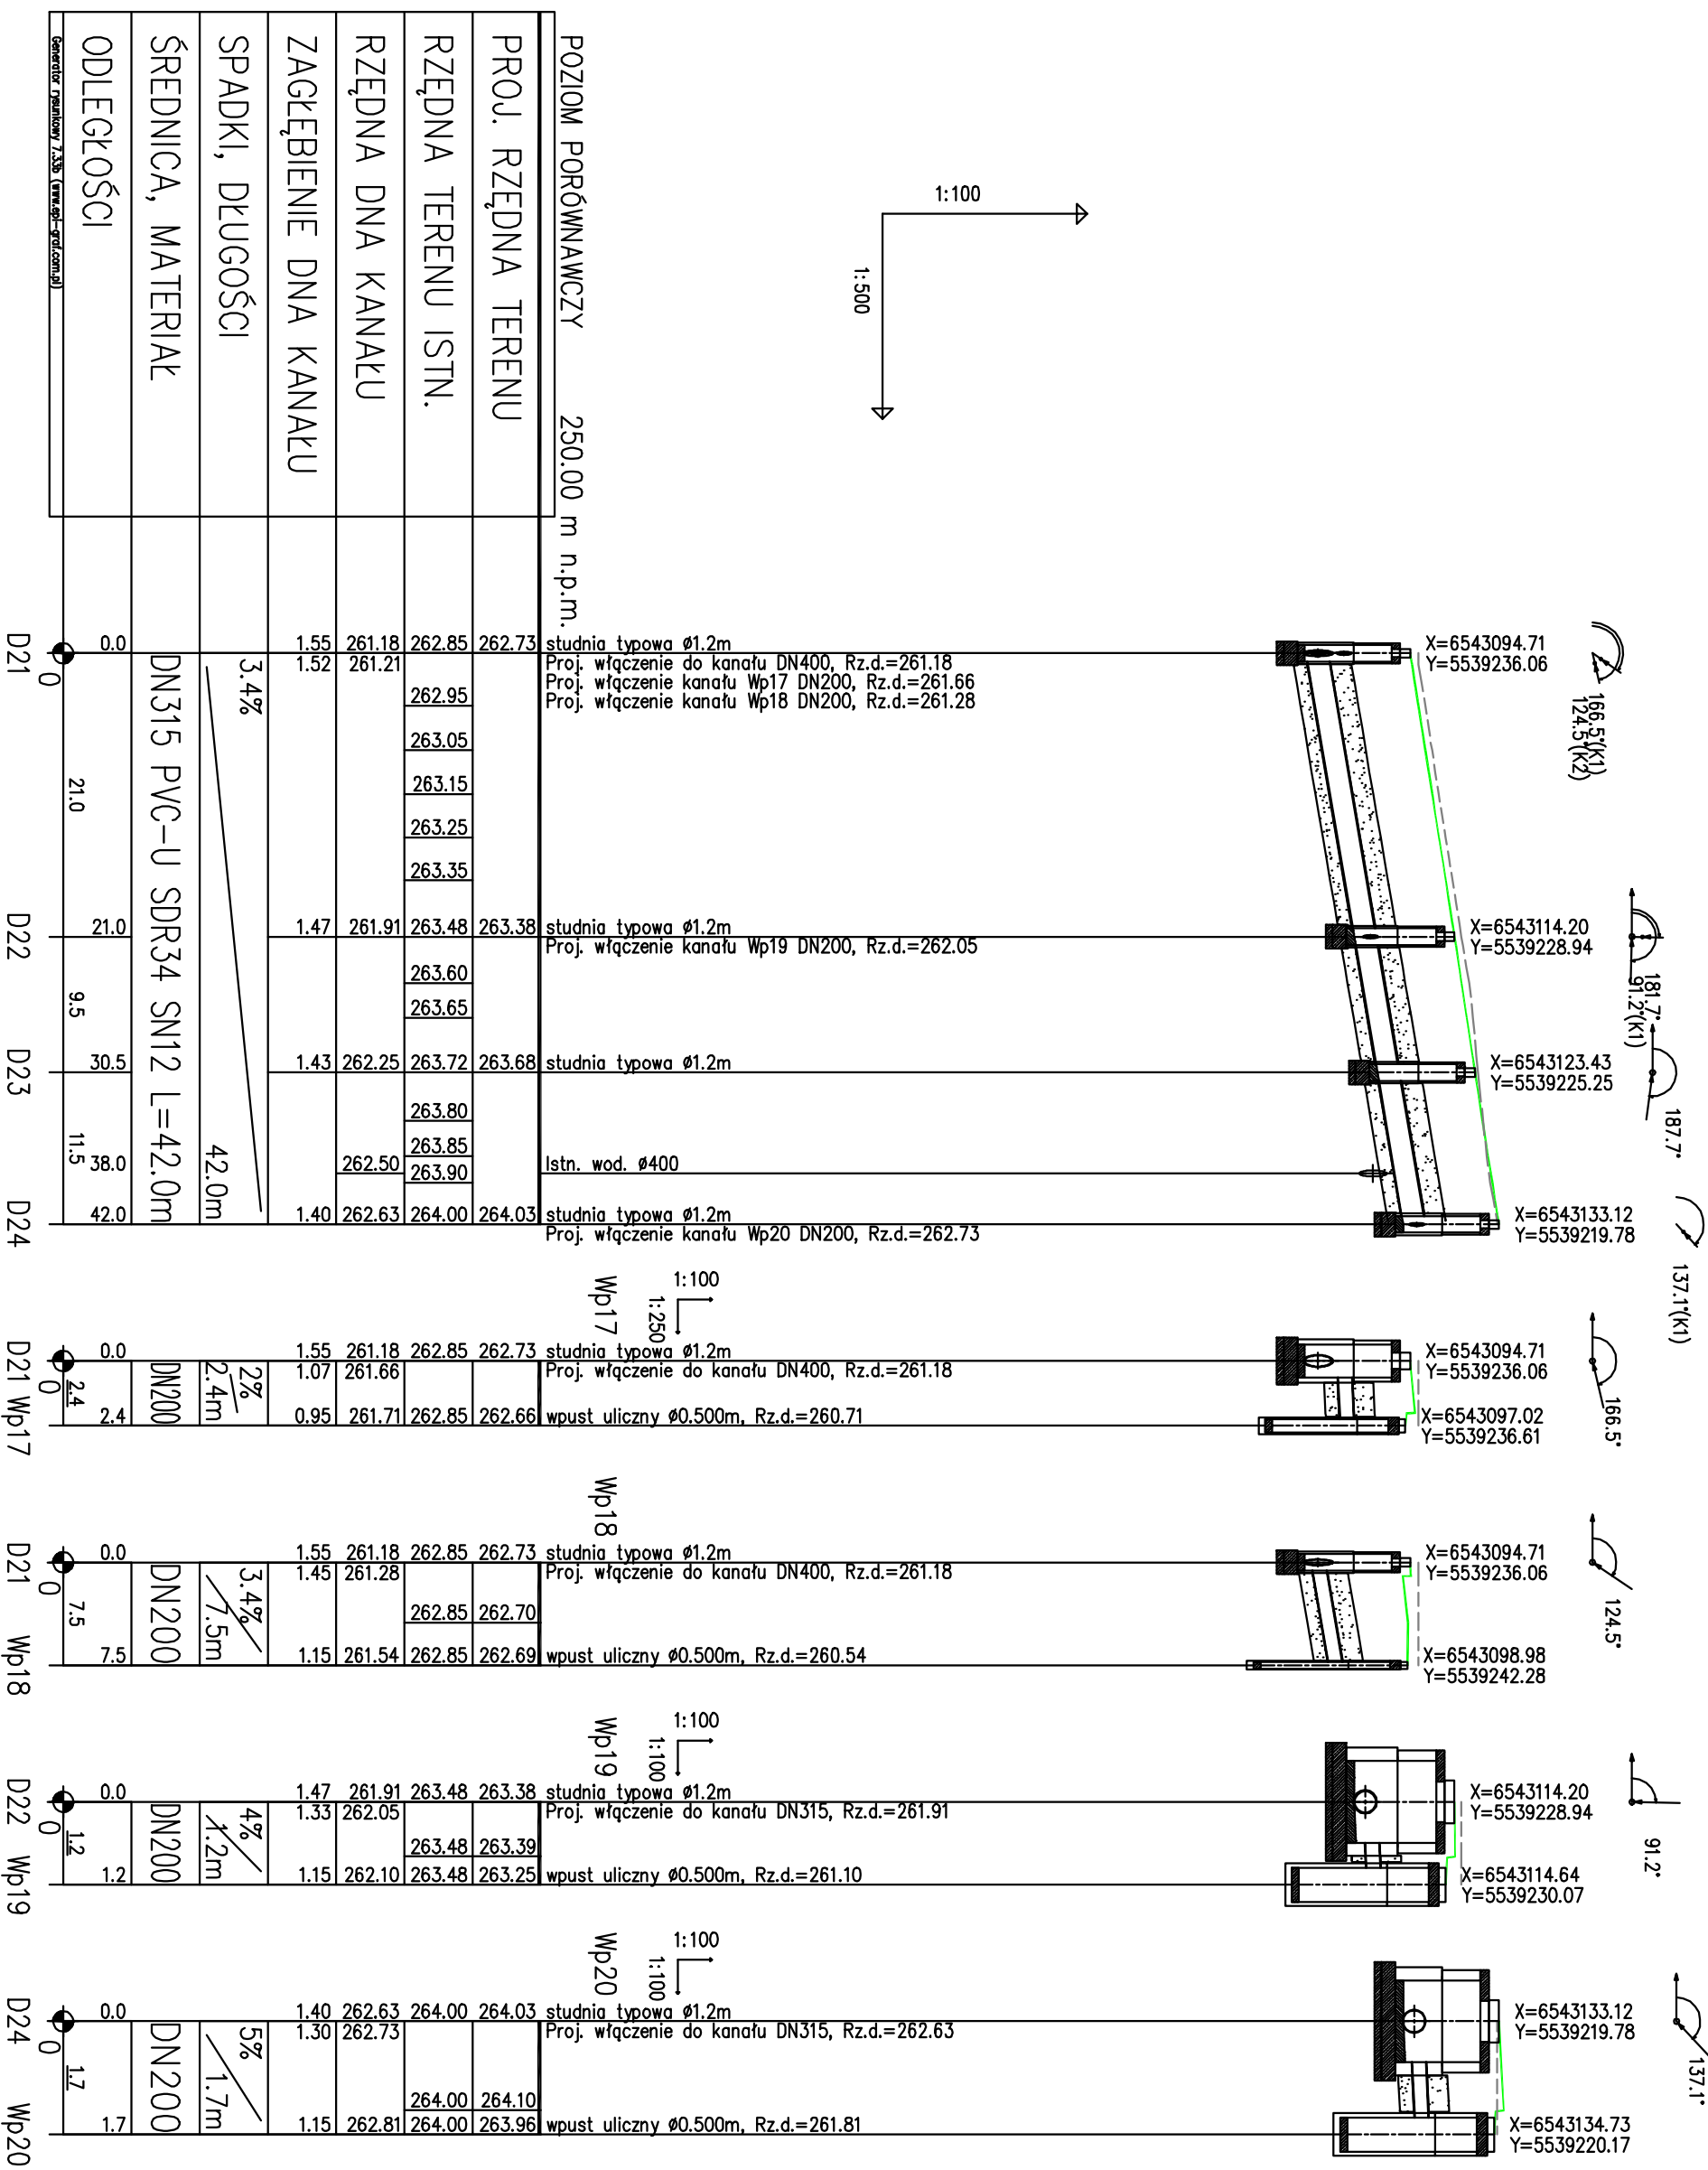 1:100
1:500
POZIOM PORÓWNAWCZY 250.00 m n.p.m.
PROJ. RZĘDNA TERENU
RZĘDNA TERENU ISTN.
RZĘDNA DNA KANAŁU
ZAGŁĘBIENIE DNA KANAŁU
SPADKI, DŁUGOŚCI
ŚREDNICA, MATERIAŁ
ODLEGŁOŚCI
Generator rysunkowy 7.33b (www.epi-graf.com.pl)
166.5°(K1)
124.5°(K2)
X=6543094.71
Y=5539236.06
studnia typowa ø1.2m
Proj. włączenie do kanału DN400, Rz.d.=261.18
Proj. włączenie kanału Wp17 DN200, Rz.d.=261.66
Proj. włączenie kanału Wp18 DN200, Rz.d.=261.28
0.0 1.55 261.18 262.85 262.73
1.52 261.21
262.95
263.05
263.15
263.25
263.35
D21
0
3.4%
42.0m
DN315 PVC-U SDR34 SN12 L=42.0m
21.0
181.7°
91.2°(K1)
X=6543114.20
Y=5539228.94
21.0 1.47 261.91 263.48 263.38 studnia typowa ø1.2m
Proj. włączenie kanału Wp19 DN200, Rz.d.=262.05
263.60
263.65
D22
9.5
187.7°
X=6543123.43
Y=5539225.25
30.5 1.43 262.25 263.72 263.68 studnia typowa ø1.2m
263.80
263.85
D23
11.5
38.0 262.50 263.90 Istn. wod. ø400
137.1°(K1)
X=6543133.12
Y=5539219.78
42.0 1.40 262.63 264.00 264.03 studnia typowa ø1.2m
Proj. włączenie kanału Wp20 DN200, Rz.d.=262.73
D24
Wp17
1:100
1:250
166.5°
X=6543094.71
Y=5539236.06
0.0 1.55 261.18 262.85 262.73 studnia typowa ø1.2m
1.07 261.66 Proj. włączenie do kanału DN400, Rz.d.=261.18
2%
2.4m
DN200
2.4
0
2.4 0.95 261.71 262.85 262.66 wpust uliczny ø0.500m, Rz.d.=260.71
X=6543097.02
Y=5539236.61
D21 Wp17
Wp18
124.5°
X=6543094.71
Y=5539236.06
0.0 1.55 261.18 262.85 262.73 studnia typowa ø1.2m
1.45 261.28 Proj. włączenie do kanału DN400, Rz.d.=261.18
262.85 262.70
3.4%
7.5m
DN200
7.5
0
7.5 1.15 261.54 262.85 262.69 wpust uliczny ø0.500m, Rz.d.=260.54
X=6543098.98
Y=5539242.28
D21 Wp18
Wp19
1:100
1:100
91.2°
X=6543114.20
Y=5539228.94
0.0 1.47 261.91 263.48 263.38 studnia typowa ø1.2m
1.33 262.05 Proj. włączenie do kanału DN315, Rz.d.=261.91
263.48 263.39
4%
1.2m
DN200
1.2
0
1.2 1.15 262.10 263.48 263.25 wpust uliczny ø0.500m, Rz.d.=261.10
X=6543114.64
Y=5539230.07
D22 Wp19
Wp20
1:100
1:100
137.1°
X=6543133.12
Y=5539219.78
0.0 1.40 262.63 264.00 264.03 studnia typowa ø1.2m
1.30 262.73 Proj. włączenie do kanału DN315, Rz.d.=262.63
264.00 264.10
5%
1.7m
DN200
1.7
0
1.7 1.15 262.81 264.00 263.96 wpust uliczny ø0.500m, Rz.d.=261.81
X=6543134.73
Y=5539220.17
D24 Wp20